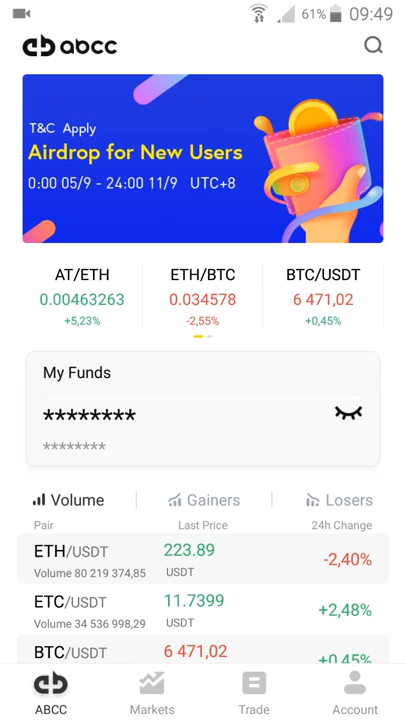 61% 09:49
abcc
T&C Apply
Airdrop for New Users
0:00 05/9 - 24:00 11/9 UTC+8
AT/ETH ETH/BTC BTC/USDT
0.00463263 0.034578 6 471,02
+5,23% -2,55% +0,45%
My Funds
********
********
Volume Gainers Losers
Pair Last Price 24h Change
ETH/USDT 223.89 -2,40%
Volume 80 219 374,85 USDT
ETC/USDT 11.7399 +2,48%
Volume 34 536 998,29 USDT
BTC/USDT 6 471,02 +0,45%
ABCC Markets Trade Account